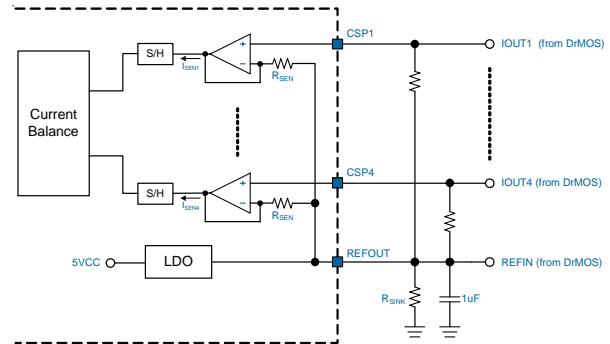 CSP1
IOUT1 (from DrMOS)
S/H
+
-
ISEN1
RSEN
Current
Balance
CSP4
IOUT4 (from DrMOS)
S/H
+
-
ISEN4
RSEN
REFOUT
5VCC
LDO
REFIN (from DrMOS)
RSINK
1uF